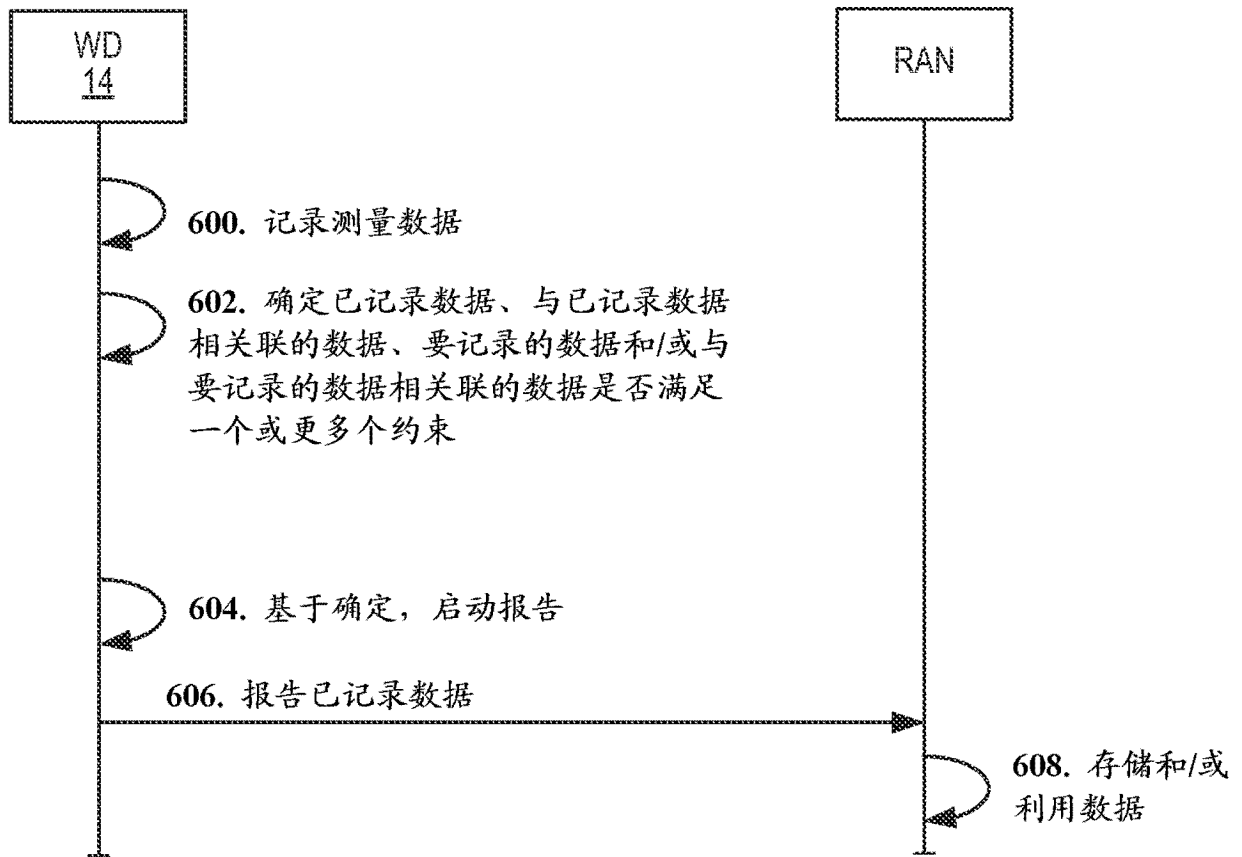 WD
14
RAN
600. 记录测量数据
602. 确定已记录数据、与已记录数据
相关联的数据、要记录的数据和/或与
要记录的数据相关联的数据是否满足
一个或更多个约束
604. 基于确定，启动报告
606. 报告已记录数据
608. 存储和/或
利用数据